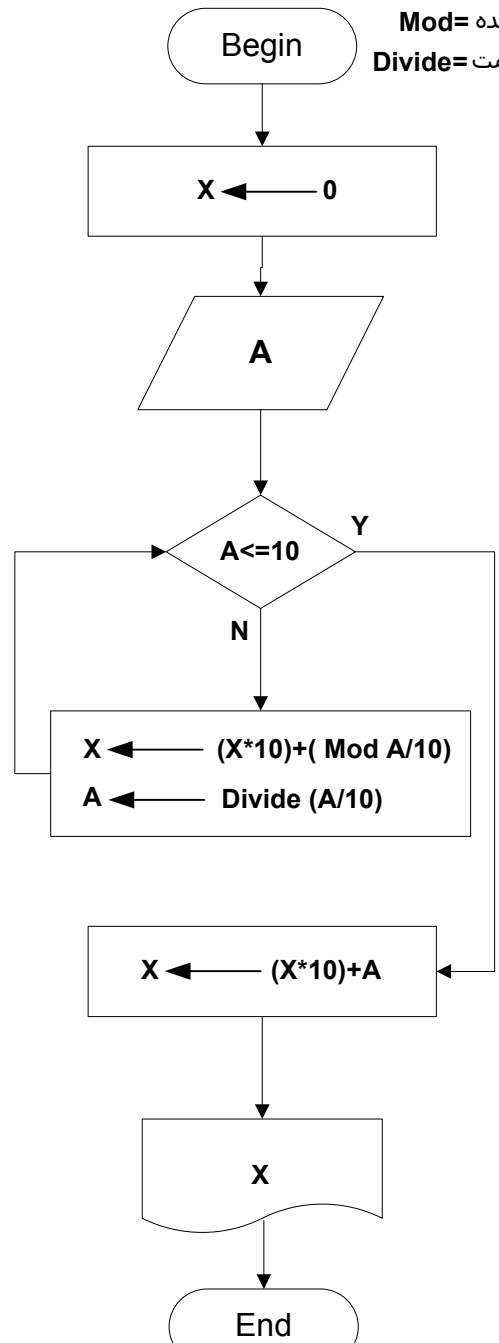 Mod=
Divide=
Begin
X ← 0
A
A<=10
Y
N
X ← (X*10)+( Mod A/10)
A ← Divide (A/10)
X ← (X*10)+A
X
End